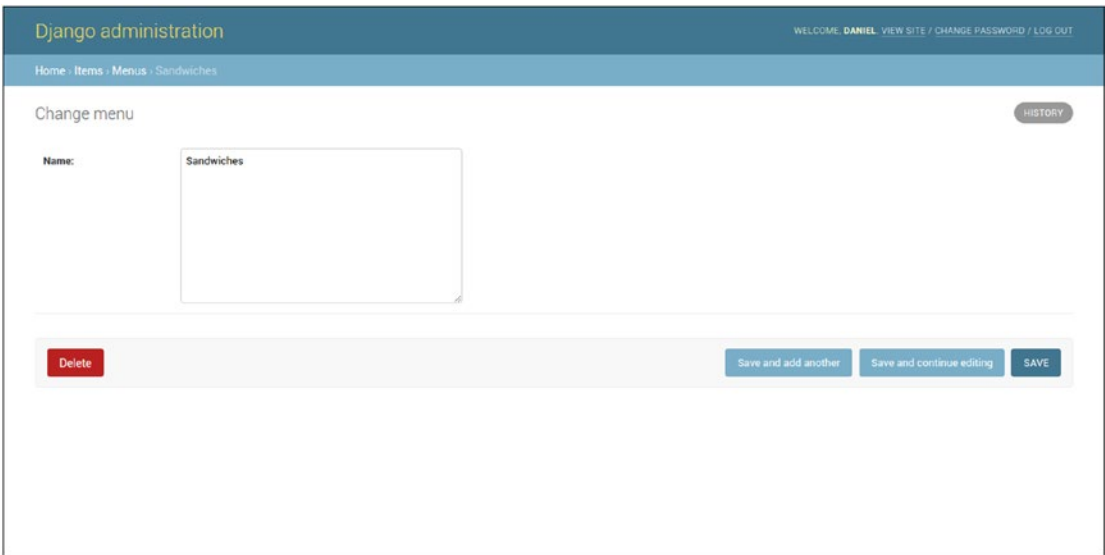 Django administration
WELCOME, DANIEL. VIEW SITE / CHANGE PASSWORD / LOG OUT
Home › Items › Menus › Sandwiches
Change menu
HISTORY
Name:
Sandwiches
Delete
Save and add another
Save and continue editing
SAVE